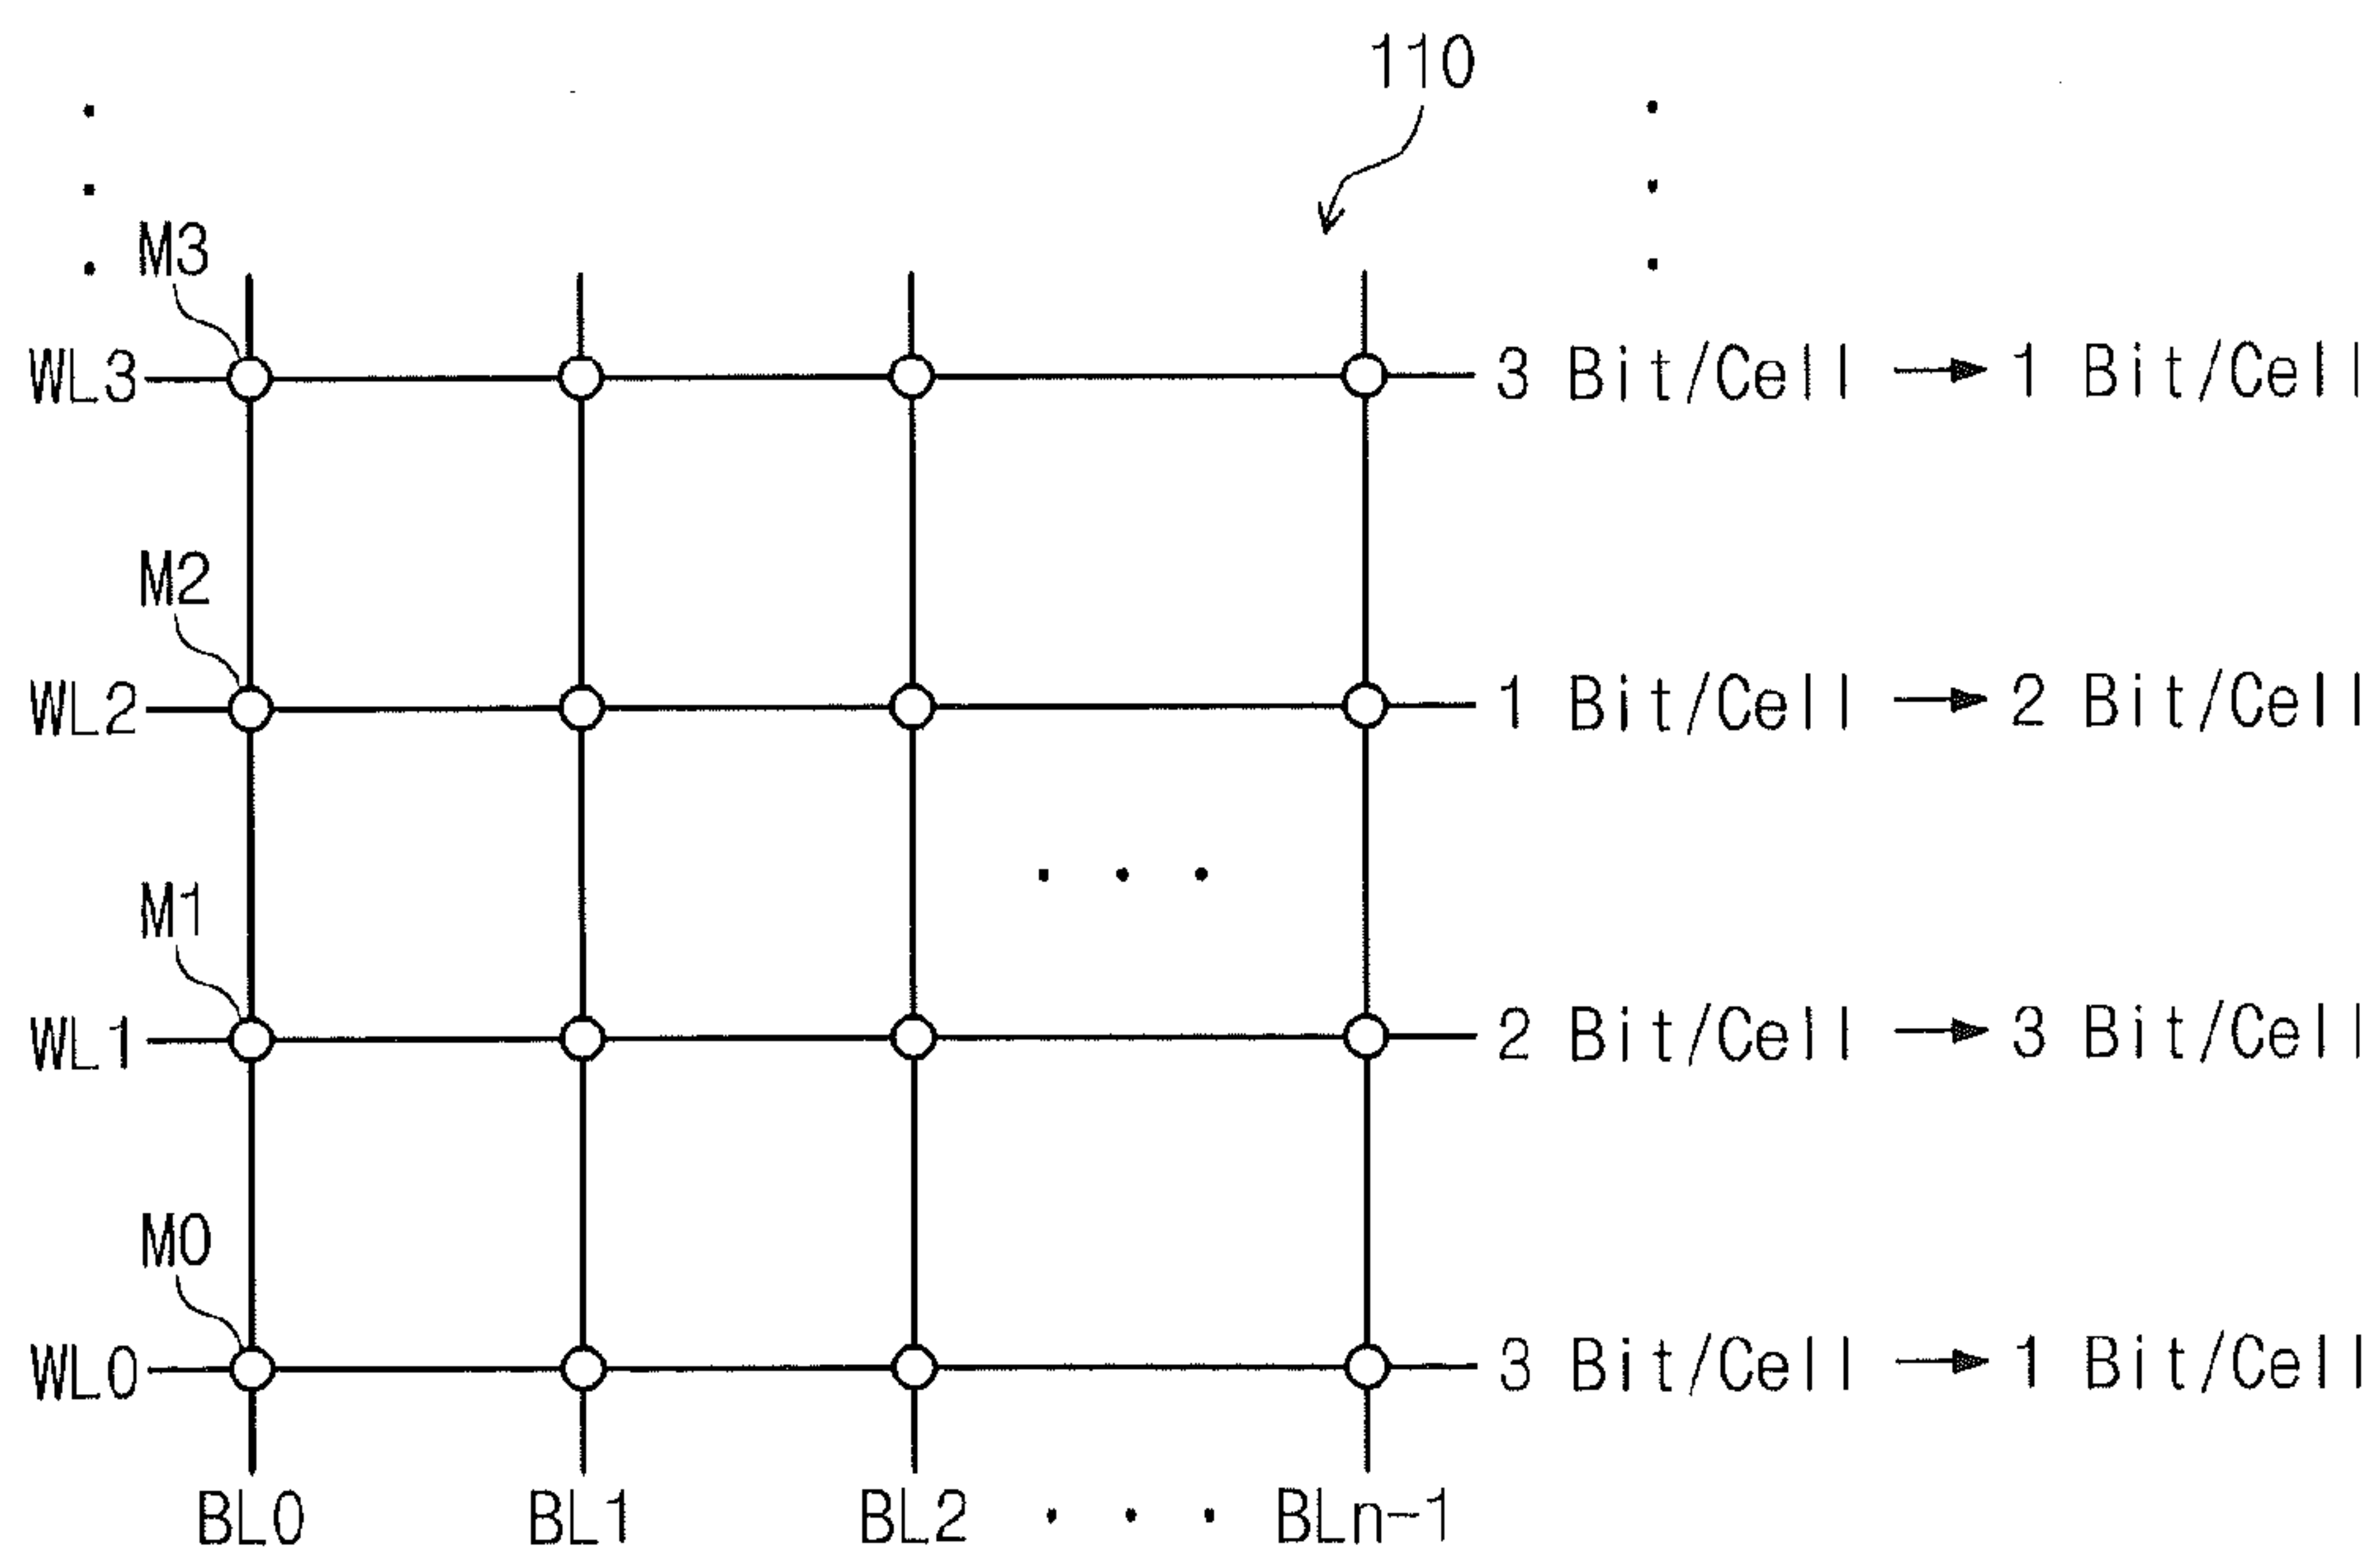 110
M3
WL3 3 Bit/Cell → 1 Bit/Cell
M2
WL2 1 Bit/Cell → 2 Bit/Cell
M1
WL1 2 Bit/Cell → 3 Bit/Cell
M0
WL0 3 Bit/Cell → 1 Bit/Cell
BL0 BL1 BL2 · · · BLn-1